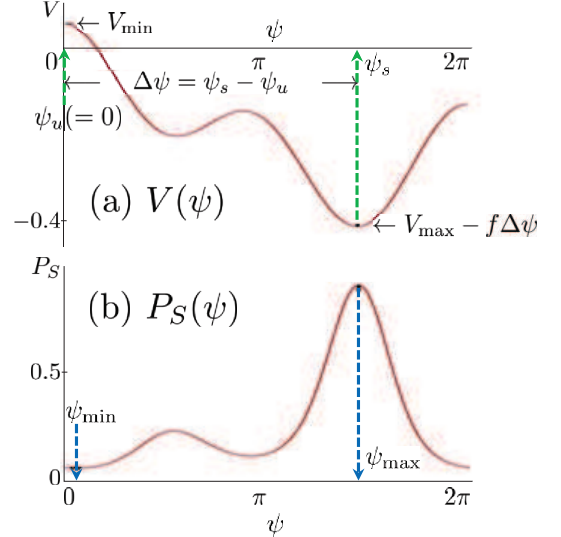 V
← V_min
ψ
0
π
2π
Δψ = ψ_s − ψ_u
ψ_s
ψ_u(= 0)
(a) V(ψ)
−0.4
← V_max − fΔψ
P_S
(b) P_S(ψ)
0.5
ψ_min
ψ_max
0
0
π
2π
ψ